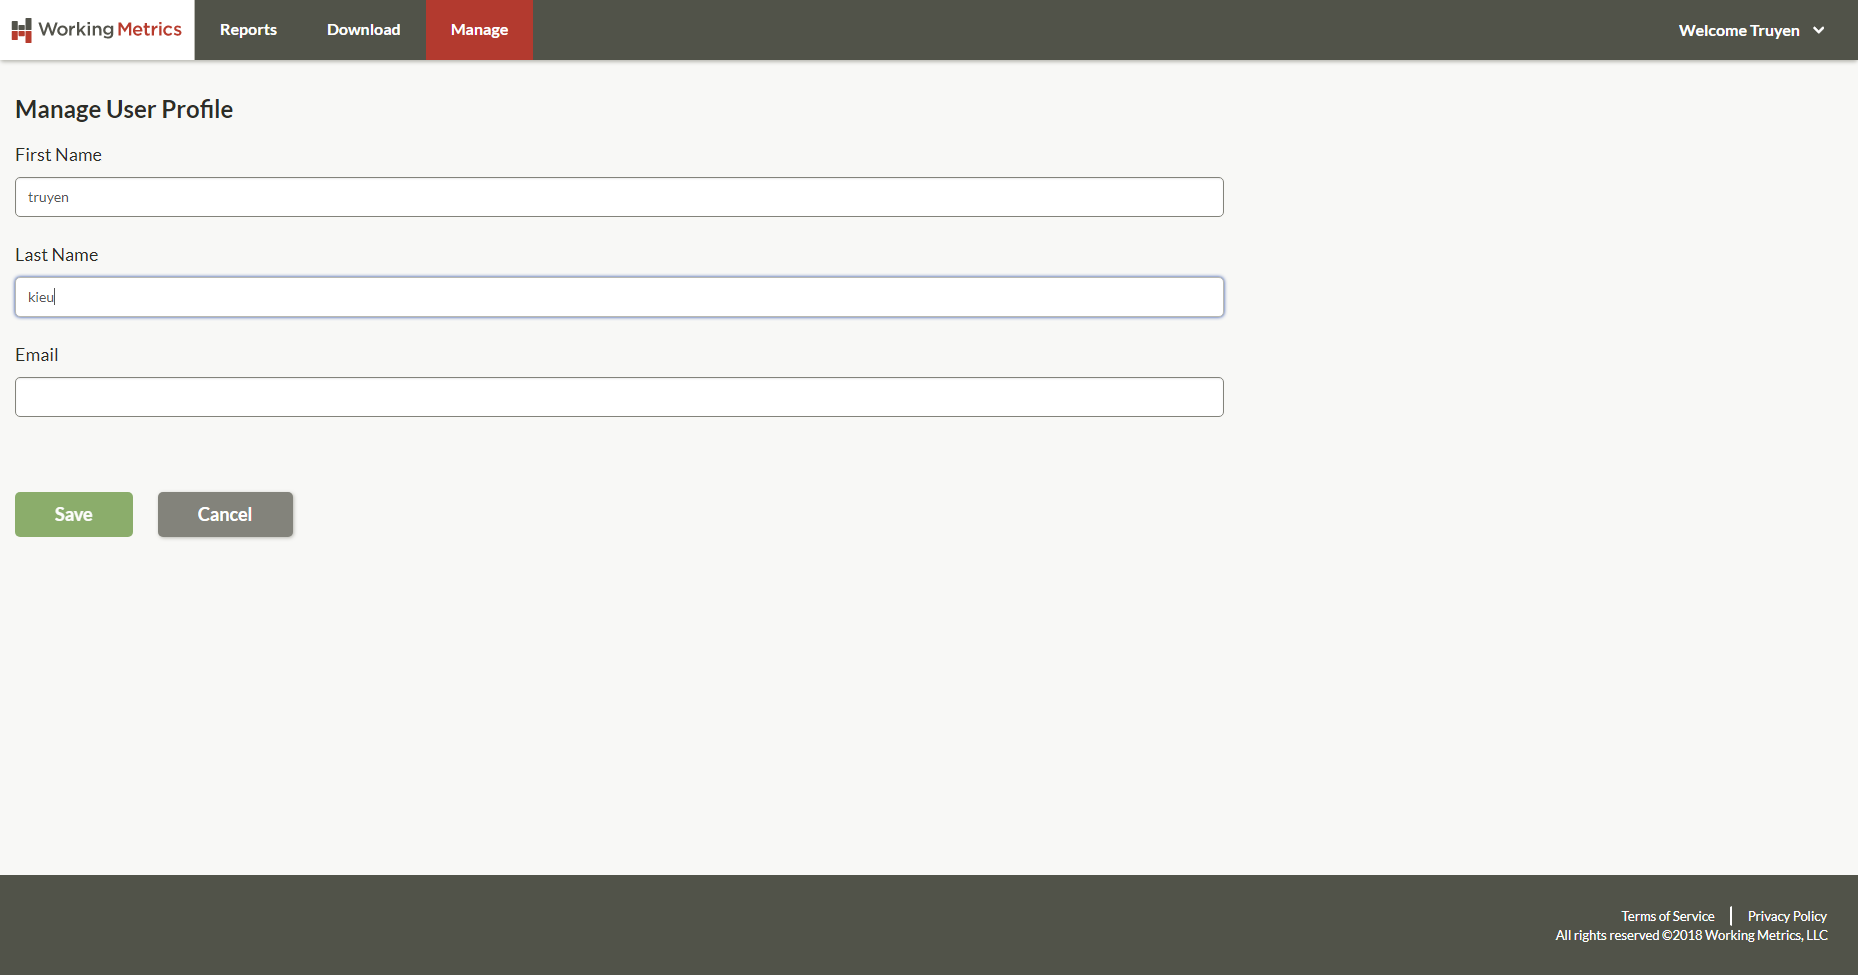 Working Metrics Reports Download Manage Welcome Truyen
Manage User Profile
First Name
truyen
Last Name
kieu
Email
Save Cancel
Terms of Service Privacy Policy
All rights reserved ©2018 Working Metrics, LLC